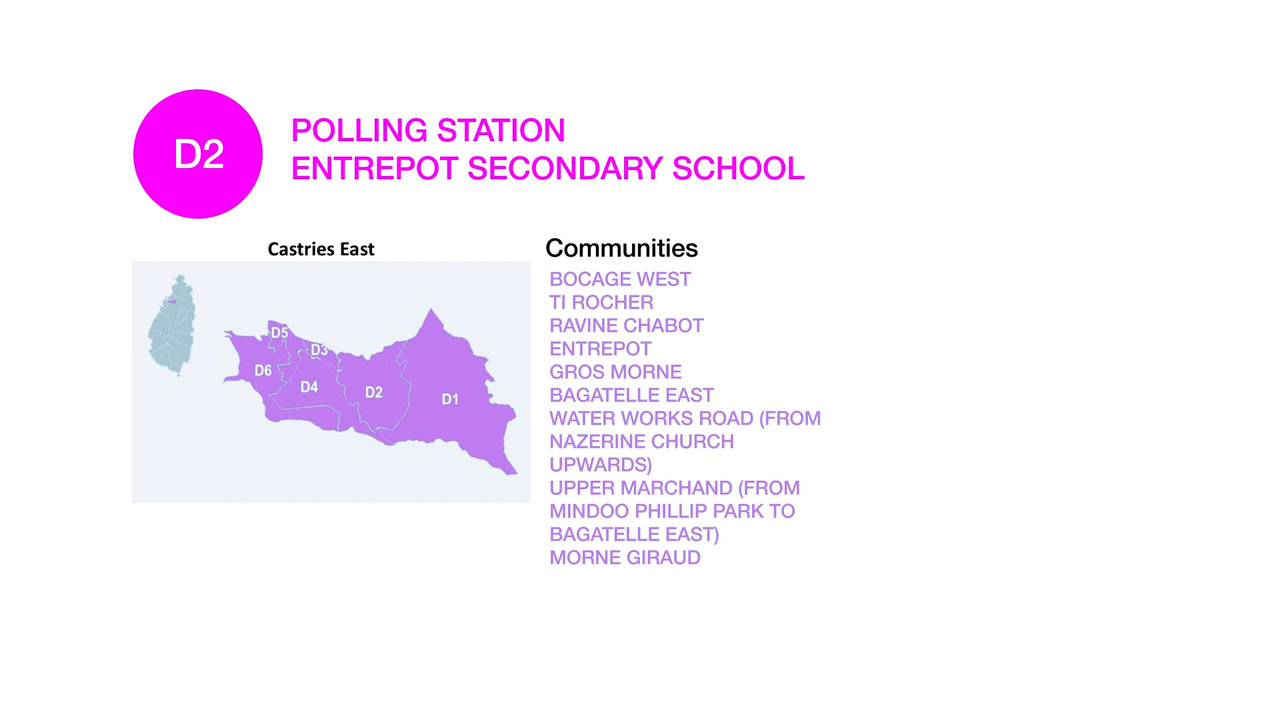 D2
POLLING STATION
ENTREPOT SECONDARY SCHOOL
Castries East
D5
D3
D6
D4
D2
D1
Communities
BOCAGE WEST
TI ROCHER
RAVINE CHABOT
ENTREPOT
GROS MORNE
BAGATELLE EAST
WATER WORKS ROAD (FROM
NAZERINE CHURCH
UPWARDS)
UPPER MARCHAND (FROM
MINDOO PHILLIP PARK TO
BAGATELLE EAST)
MORNE GIRAUD